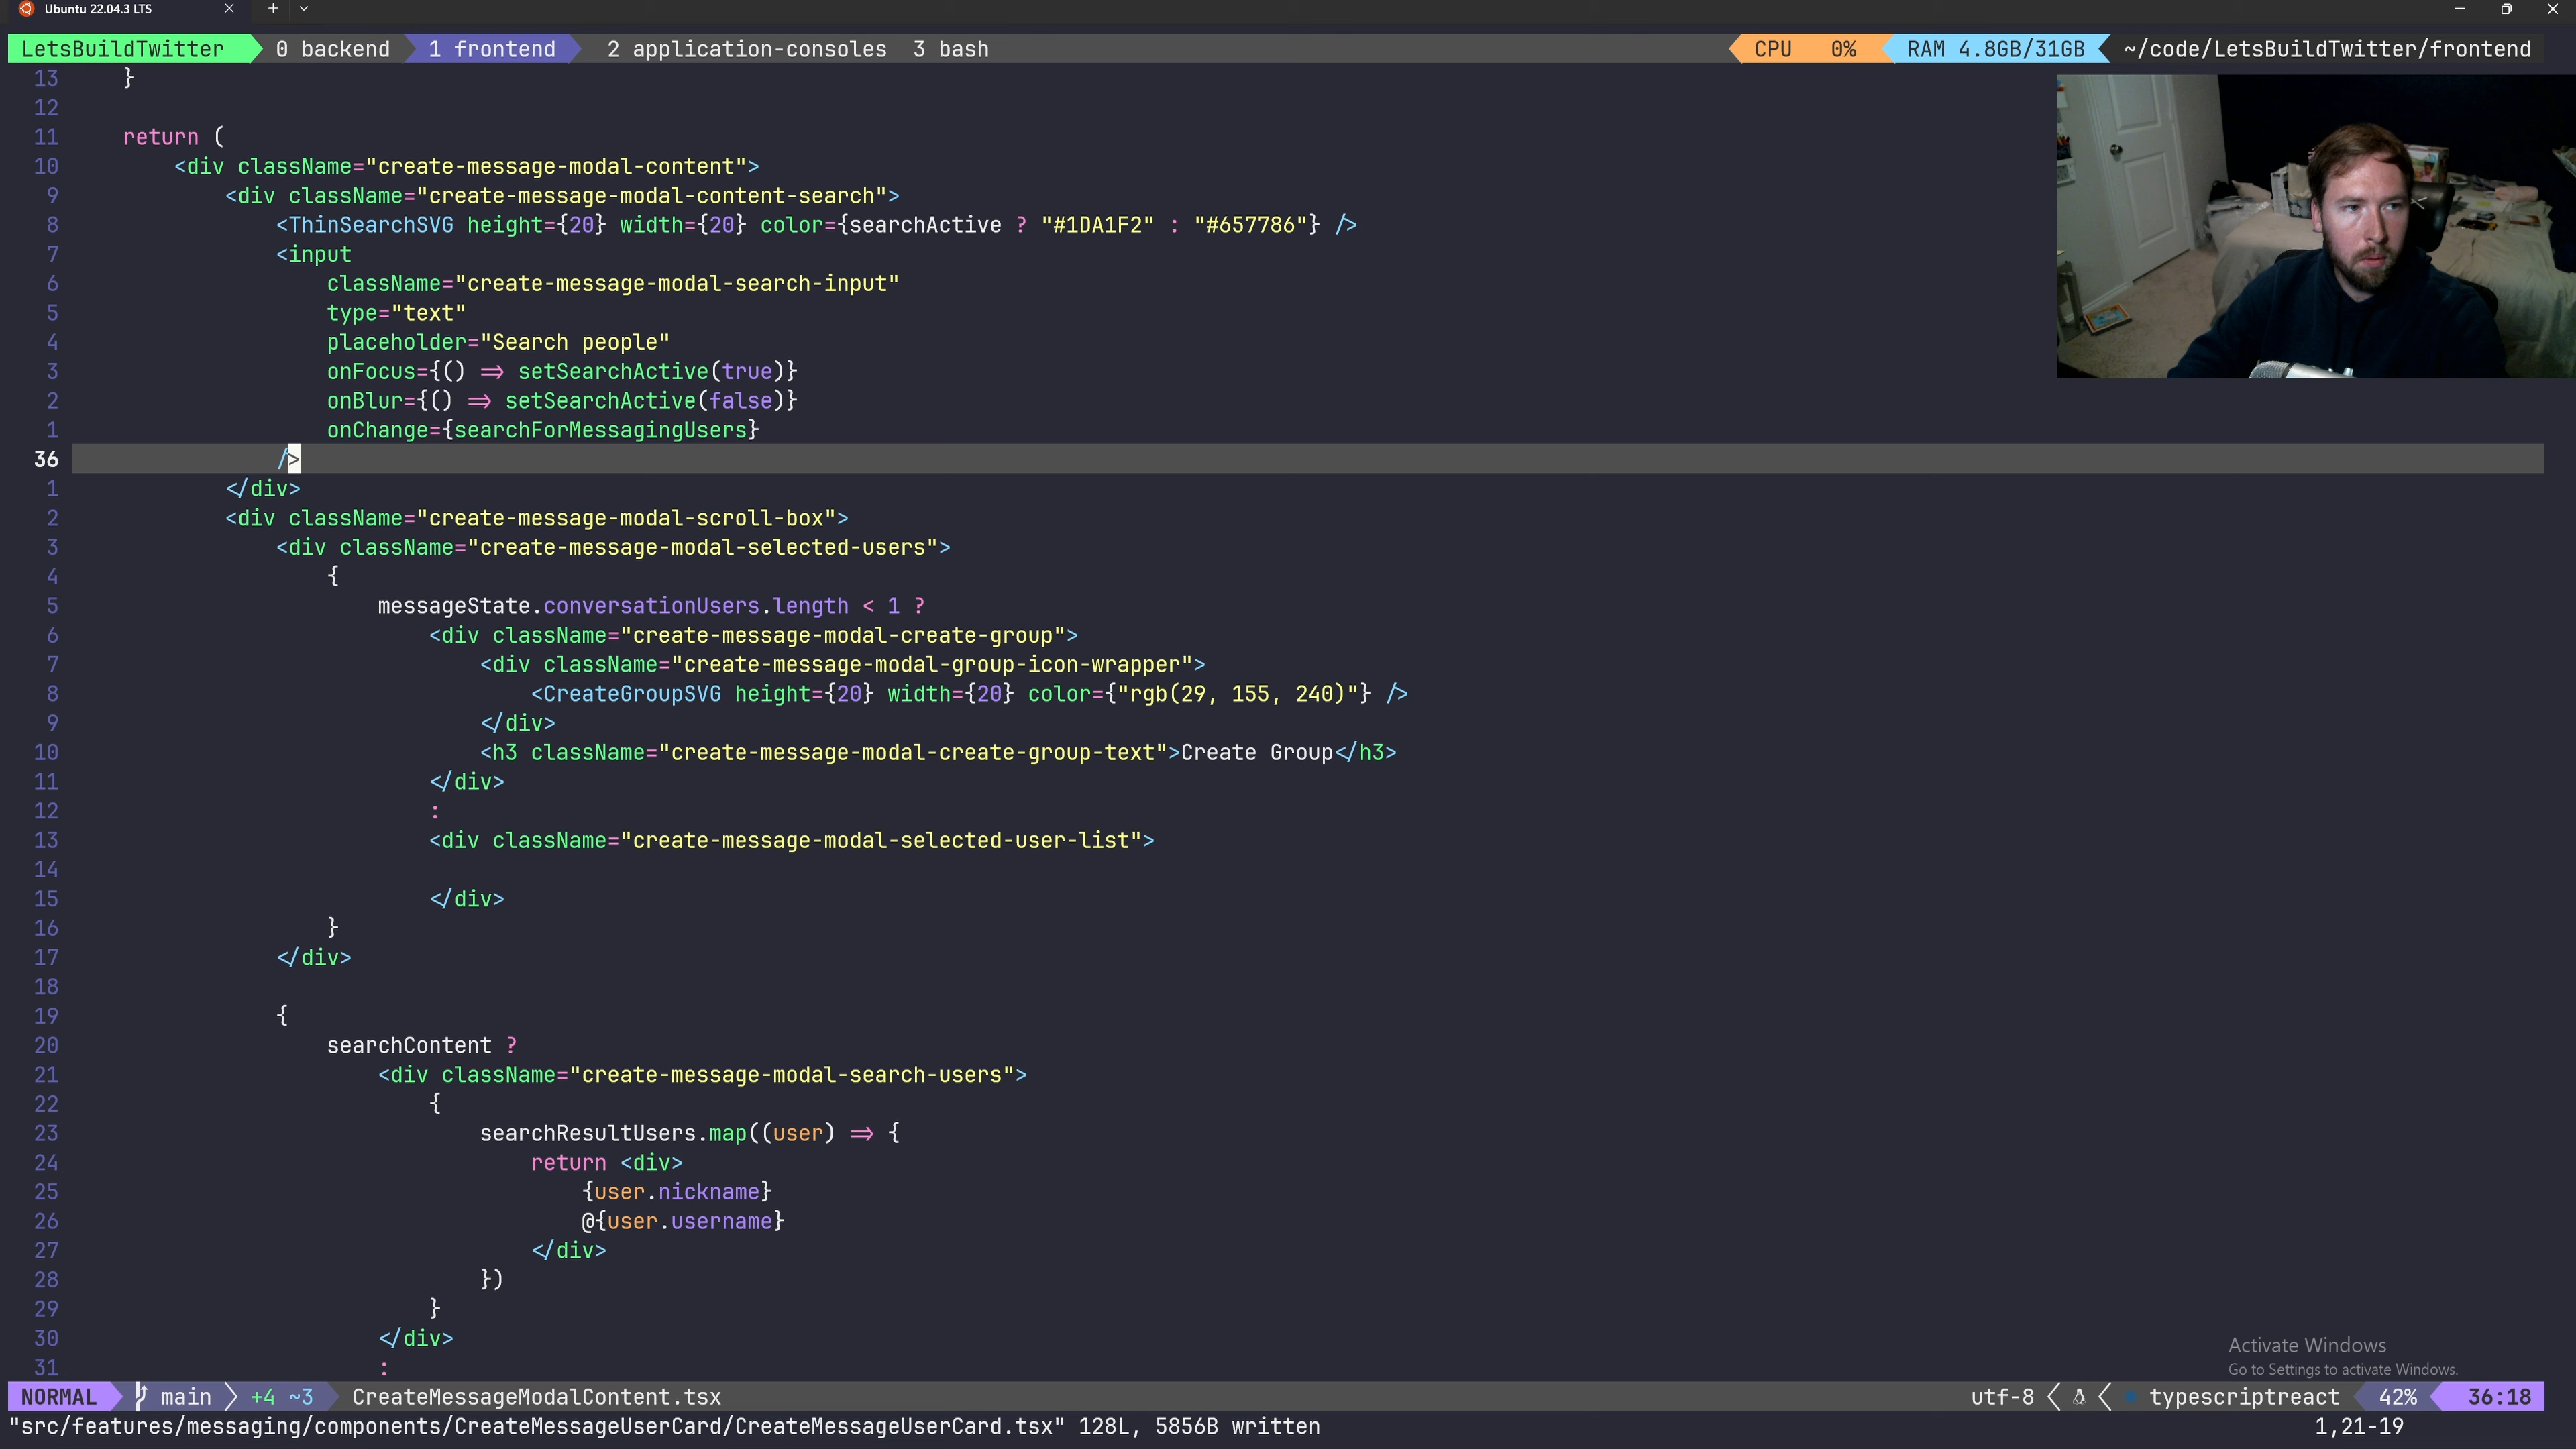 Ubuntu 22.04.3 LTS
LetsBuildTwitter 0 backend 1 frontend 2 application-consoles 3 bash CPU 0% RAM 4.8GB/31GB ~/code/LetsBuildTwitter/frontend
13 }
12
11 return (
10 <div className="create-message-modal-content">
9 <div className="create-message-modal-content-search">
8 <ThinSearchSVG height={20} width={20} color={searchActive ? "#1DA1F2" : "#657786"} />
7 <input
6 className="create-message-modal-search-input"
5 type="text"
4 placeholder="Search people"
3 onFocus={() => setSearchActive(true)}
2 onBlur={() => setSearchActive(false)}
1 onChange={searchForMessagingUsers}
36 />
1 </div>
2 <div className="create-message-modal-scroll-box">
3 <div className="create-message-modal-selected-users">
4 {
5 messageState.conversationUsers.length < 1 ?
6 <div className="create-message-modal-create-group">
7 <div className="create-message-modal-group-icon-wrapper">
8 <CreateGroupSVG height={20} width={20} color={"rgb(29, 155, 240)"} />
9 </div>
10 <h3 className="create-message-modal-create-group-text">Create Group</h3>
11 </div>
12 :
13 <div className="create-message-modal-selected-user-list">
14
15 </div>
16 }
17 </div>
18
19 {
20 searchContent ?
21 <div className="create-message-modal-search-users">
22 {
23 searchResultUsers.map((user) => {
24 return <div>
25 {user.nickname}
26 @{user.username}
27 </div>
28 })
29 }
30 </div>
31 :
Activate Windows
Go to Settings to activate Windows.
NORMAL main +4 ~3 CreateMessageModalContent.tsx utf-8 typescriptreact 42% 36:18
"src/features/messaging/components/CreateMessageUserCard/CreateMessageUserCard.tsx" 128L, 5856B written 1,21-19